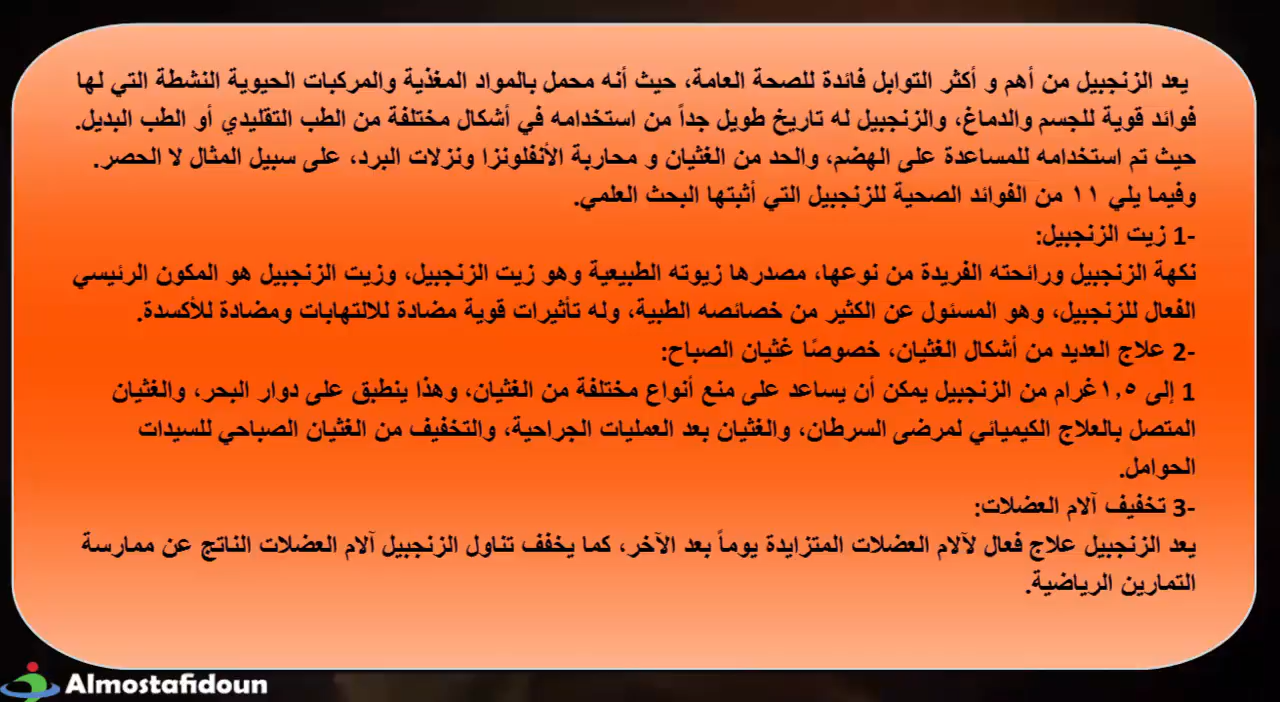 يعد الزنجبيل من أهم و أكثر التوابل فائدة للصحة العامة، حيث أنه محمل بالمواد المغذية والمركبات الحيوية النشطة التي لها
فوائد قوية للجسم والدماغ، والزنجبيل له تاريخ طويل جداً من استخدامه في أشكال مختلفة من الطب التقليدي أو الطب البديل.
حيث تم استخدامه للمساعدة على الهضم، والحد من الغثيان و محاربة الأنفلونزا ونزلات البرد، على سبيل المثال لا الحصر.
وفيما يلي ١١ من الفوائد الصحية للزنجبيل التي أثبتها البحث العلمي.
-1 زيت الزنجبيل:
نكهة الزنجبيل ورائحته الفريدة من نوعها، مصدرها زيوته الطبيعية وهو زيت الزنجبيل، وزيت الزنجبيل هو المكون الرئيسي
الفعال للزنجبيل، وهو المسئول عن الكثير من خصائصه الطبية، وله تأثيرات قوية مضادة للالتهابات ومضادة للأكسدة.
-2 علاج العديد من أشكال الغثيان، خصوصًا غثيان الصباح:
1 إلى ١,٥غرام من الزنجبيل يمكن أن يساعد على منع أنواع مختلفة من الغثيان، وهذا ينطبق على دوار البحر، والغثيان
المتصل بالعلاج الكيميائي لمرضى السرطان، والغثيان بعد العمليات الجراحية، والتخفيف من الغثيان الصباحي للسيدات
الحوامل.
-3 تخفيف آلام العضلات:
يعد الزنجبيل علاج فعال لآلام العضلات المتزايدة يوماً بعد الآخر، كما يخفف تناول الزنجبيل آلام العضلات الناتج عن ممارسة
التمارين الرياضية.
Almostafidoun